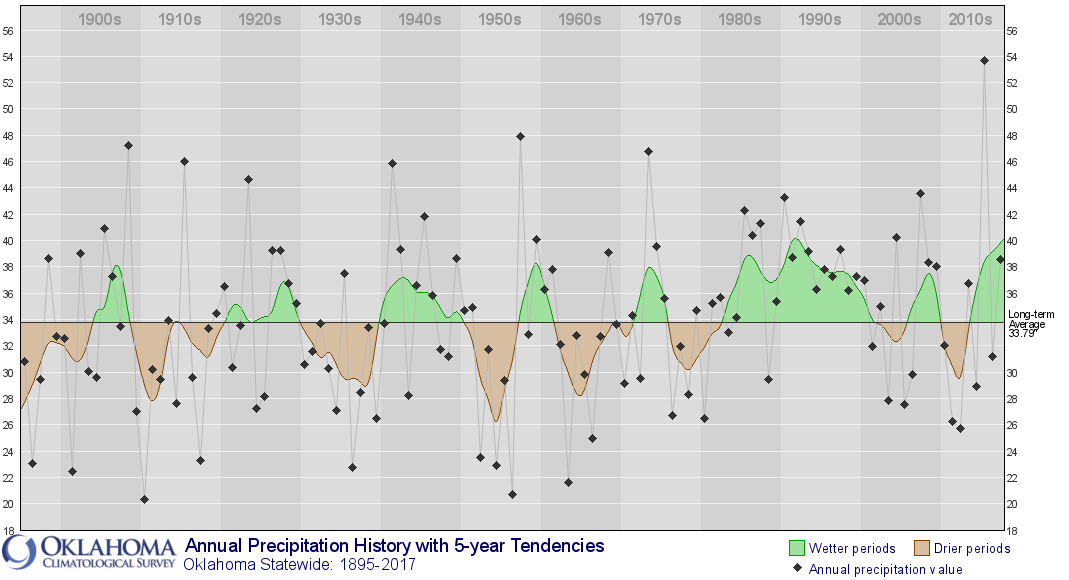 1900s 1910s 1920s 1930s 1940s 1950s 1960s 1970s 1980s 1990s 2000s 2010s
56 56
54 54
52 52
50 50
48 48
46 46
44 44
42 42
40 40
38 38
36 36
34 Long-term
Average
33.79"
32
30 30
28 28
26 26
24 24
22 22
20 20
18 18
OKLAHOMA
CLIMATOLOGICAL SURVEY
Annual Precipitation History with 5-year Tendencies
Oklahoma Statewide: 1895-2017
Wetter periods Drier periods
Annual precipitation value